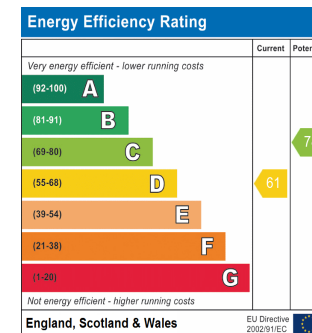 Energy Efficiency Rating
Current
Very energy efficient - lower running costs
(92-100) A
(81-91) B
(69-80) C
(55-68) D
61
(39-54) E
(21-38) F
(1-20) G
Not energy efficient - higher running costs
England, Scotland & Wales
EU Directive
2002/91/EC